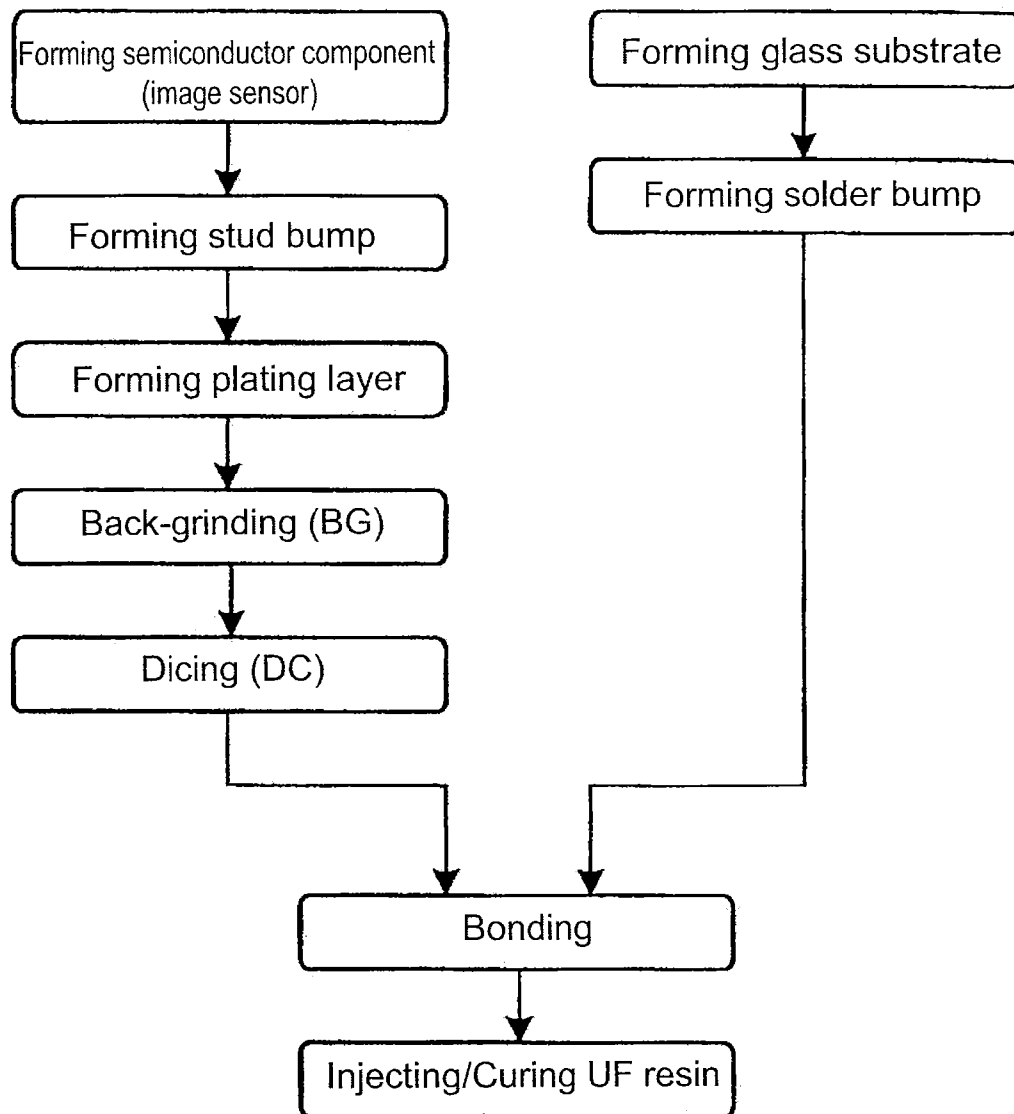 Forming semiconductor component
(image sensor)
Forming stud bump
Forming plating layer
Back-grinding (BG)
Dicing (DC)
Forming glass substrate
Forming solder bump
Bonding
Injecting/Curing UF resin